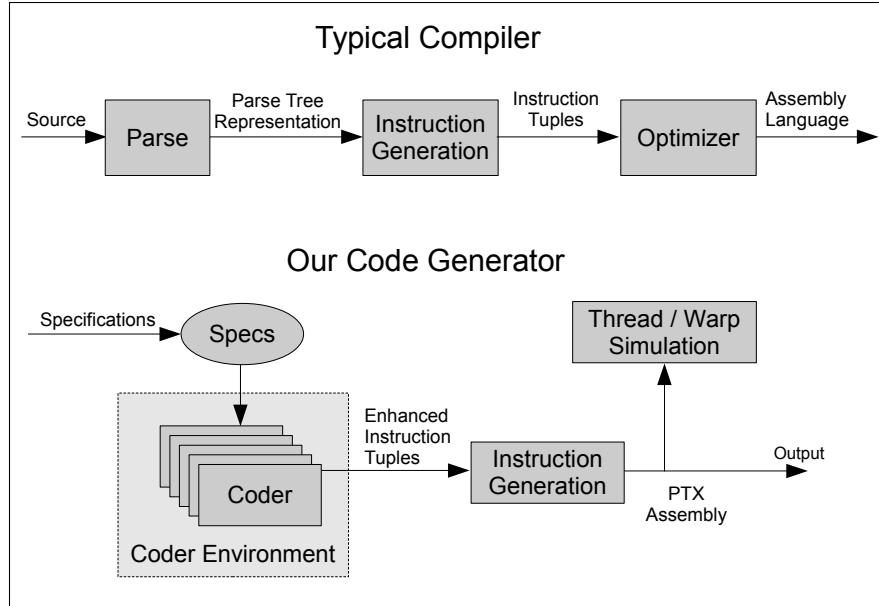 Typical Compiler
Source
Parse
Parse Tree
Representation
Instruction
Generation
Instruction
Tuples
Optimizer
Assembly
Language
Our Code Generator
Specifications
Specs
Thread / Warp
Simulation
Coder
Coder Environment
Enhanced
Instruction
Tuples
Instruction
Generation
PTX
Assembly
Output